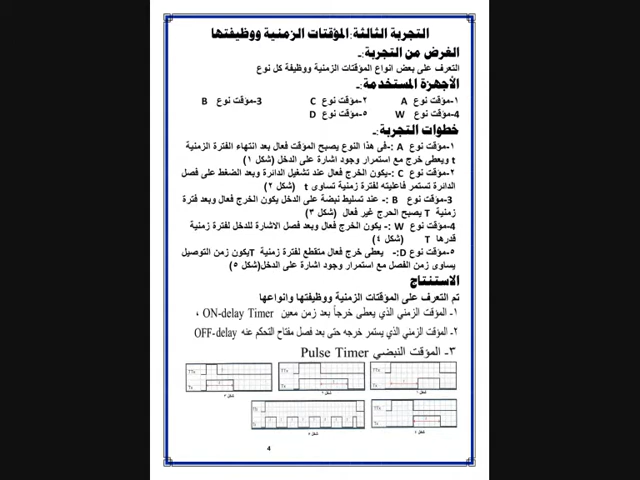 التجربة الثالثة:المؤقتات الزمنية ووظيفتها
الغرض من التجربة:ـ
التعرف على بعض انواع المؤقتات الزمنية ووظيفة كل نوع
الأجهزة المستخدمة:ـ
١-مؤقت نوع A ٢-مؤقت نوع C 3-مؤقت نوع B
4-مؤقت نوع W ٥-مؤقت نوع D
خطوات التجربة:ـ
١-مؤقت نوع A :-فى هذا النوع يصبح المؤقت فعال بعد انتهاء الفترة الزمنية
t ويعطى خرج مع استمرار وجود اشارة على الدخل (شكل ١)
٢-مؤقت نوع C :-يكون الخرج فعال عند تشغيل الدائرة وبعد الضغط على فصل
الدائرة تستمر فاعليته لفترة زمنية تساوى t (شكل ٢)
3-مؤقت نوع B :- عند تسليط نبضة على الدخل يكون الخرج فعال وبعد فترة
زمنية T يصبح الخرج غير فعال (شكل ٣)
4-مؤقت نوع W :- يكون الخرج فعال وبعد فصل الاشارة للدخل لفترة زمنية
قدرها T (شكل ٤)
٥-مؤقت نوع D:- يعطى خرج فعال متقطع لفترة زمنية Tيكون زمن التوصيل
يساوى زمن الفصل مع استمرار وجود اشارة على الدخل(شكل ٥)
الاستنتاج
تم التعرف على المؤقتات الزمنية ووظيفتها وانواعها
١- المؤقت الزمني الذي يعطى خرجاً بعد زمن معين ON-delay Timer ،
٢- المؤقت الزمني الذي يستمر خرجه حتى بعد فصل مفتاح التحكم عنه OFF-delay
٣- المؤقت النبضي Pulse Timer
4